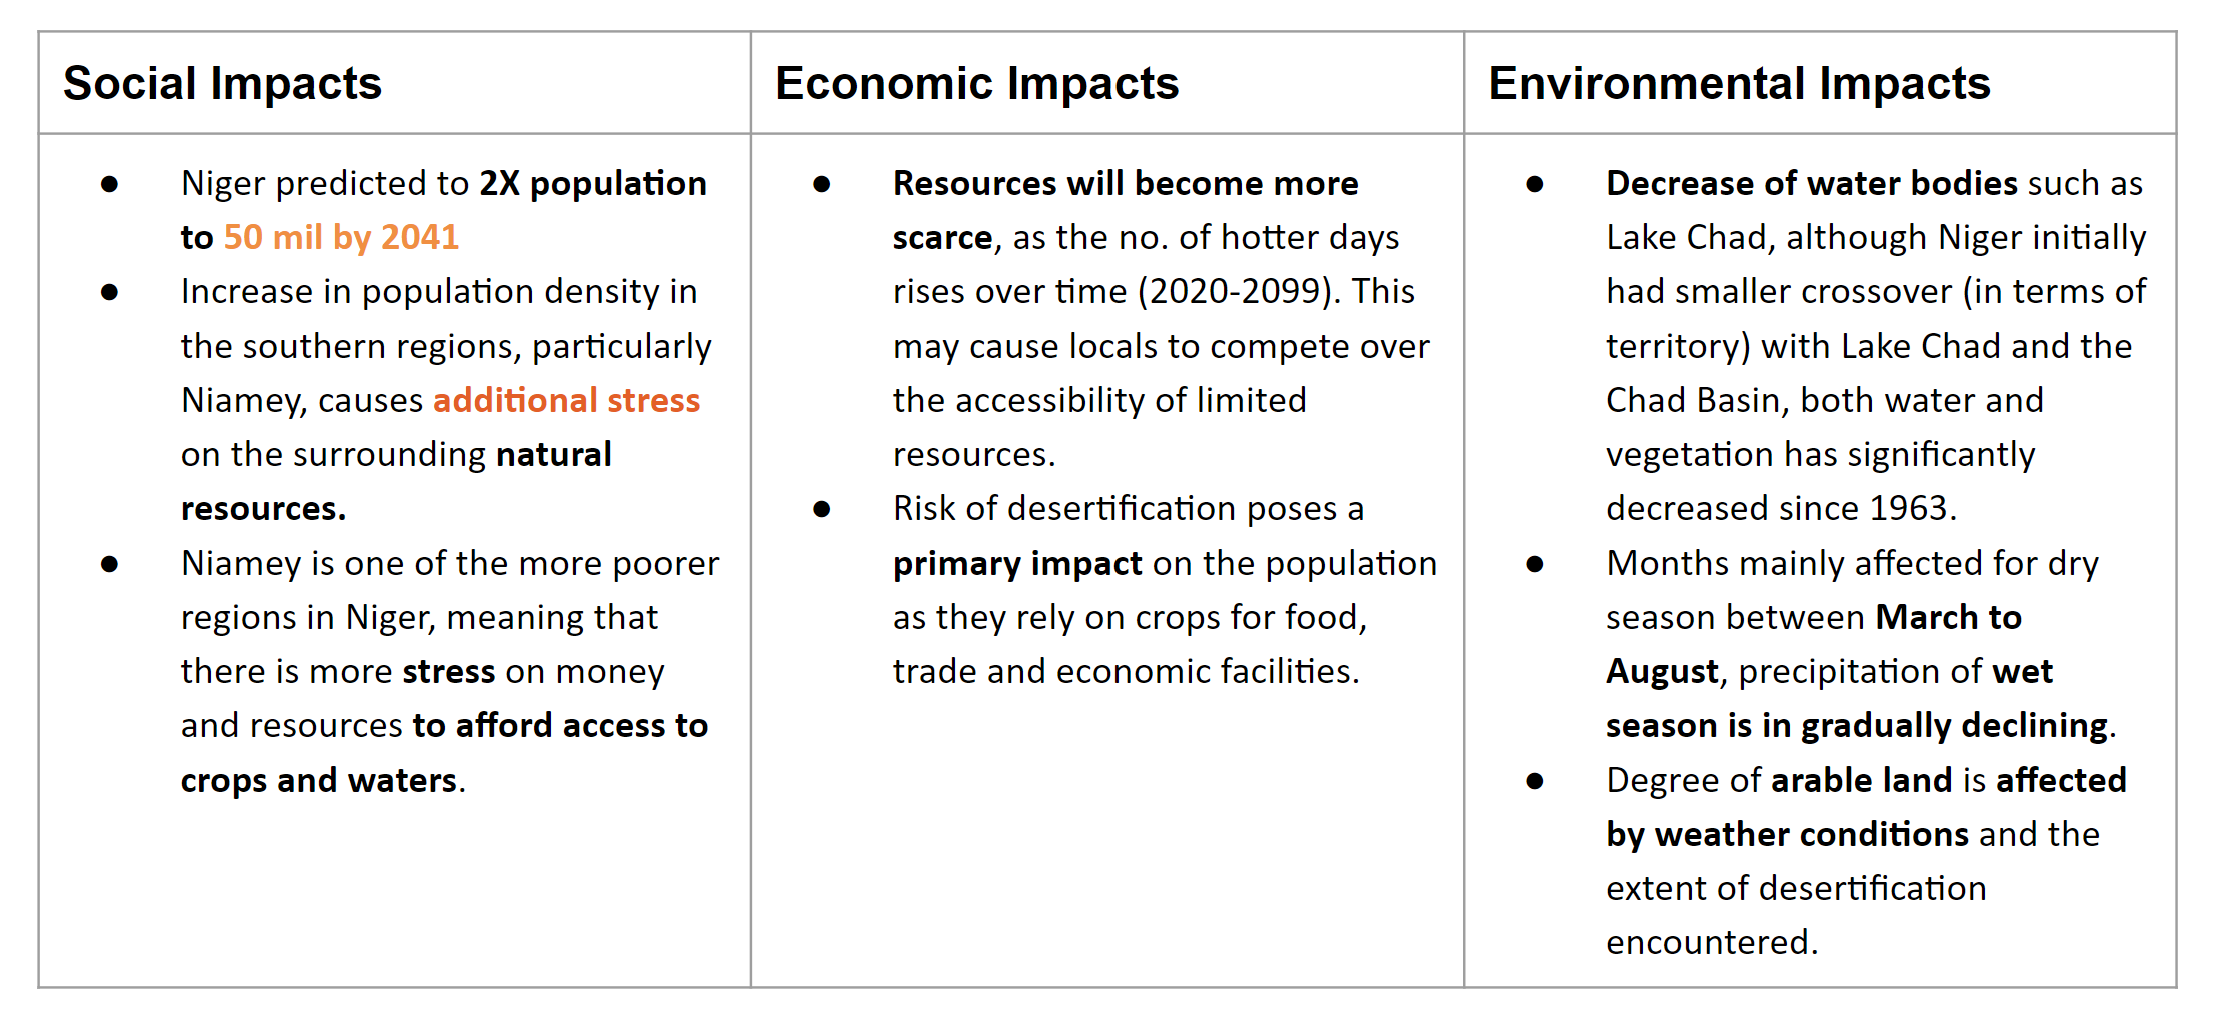 Social Impacts
Economic Impacts
Environmental Impacts
● Niger predicted to 2X population
to 50 mil by 2041
● Increase in population density in
the southern regions, particularly
Niamey, causes additional stress
on the surrounding natural
resources.
● Niamey is one of the more poorer
regions in Niger, meaning that
there is more stress on money
and resources to afford access to
crops and waters.
● Resources will become more
scarce, as the no. of hotter days
rises over time (2020-2099). This
may cause locals to compete over
the accessibility of limited
resources.
● Risk of desertification poses a
primary impact on the population
as they rely on crops for food,
trade and economic facilities.
● Decrease of water bodies such as
Lake Chad, although Niger initially
had smaller crossover (in terms of
territory) with Lake Chad and the
Chad Basin, both water and
vegetation has significantly
decreased since 1963.
● Months mainly affected for dry
season between March to
August, precipitation of wet
season is in gradually declining.
● Degree of arable land is affected
by weather conditions and the
extent of desertification
encountered.